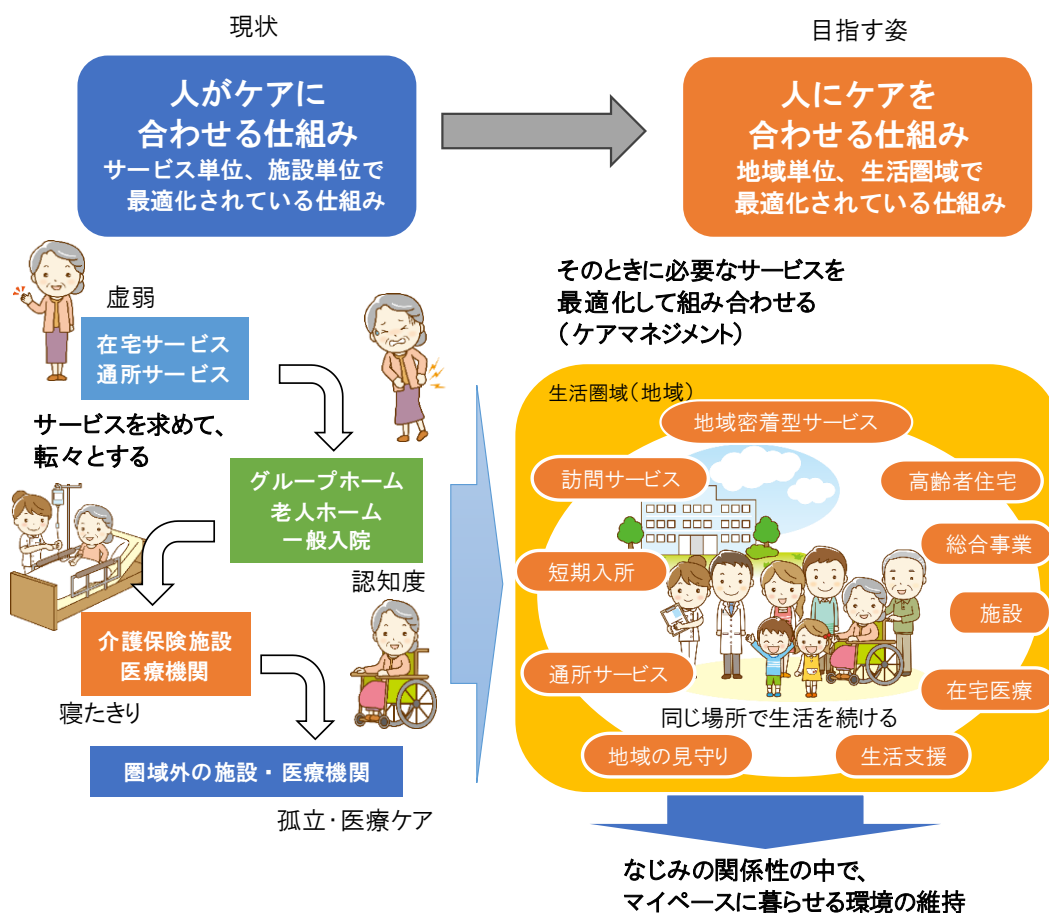 現状
人がケアに
合わせる仕組み
サービス単位、施設単位で
最適化されている仕組み
目指す姿
人にケアを
合わせる仕組み
地域単位、生活圏域で
最適化されている仕組み
虚弱
在宅サービス
通所サービス
サービスを求めて、
転々とする
グループホーム
老人ホーム
一般入院
認知度
介護保険施設
医療機関
寝たきり
圏域外の施設・医療機関
孤立・医療ケア
そのときに必要なサービスを
最適化して組み合わせる
（ケアマネジメント）
生活圏域（地域）
地域密着型サービス
訪問サービス
高齢者住宅
総合事業
短期入所
施設
通所サービス
在宅医療
同じ場所で生活を続ける
地域の見守り
生活支援
なじみの関係性の中で、
マイペースに暮らせる環境の維持